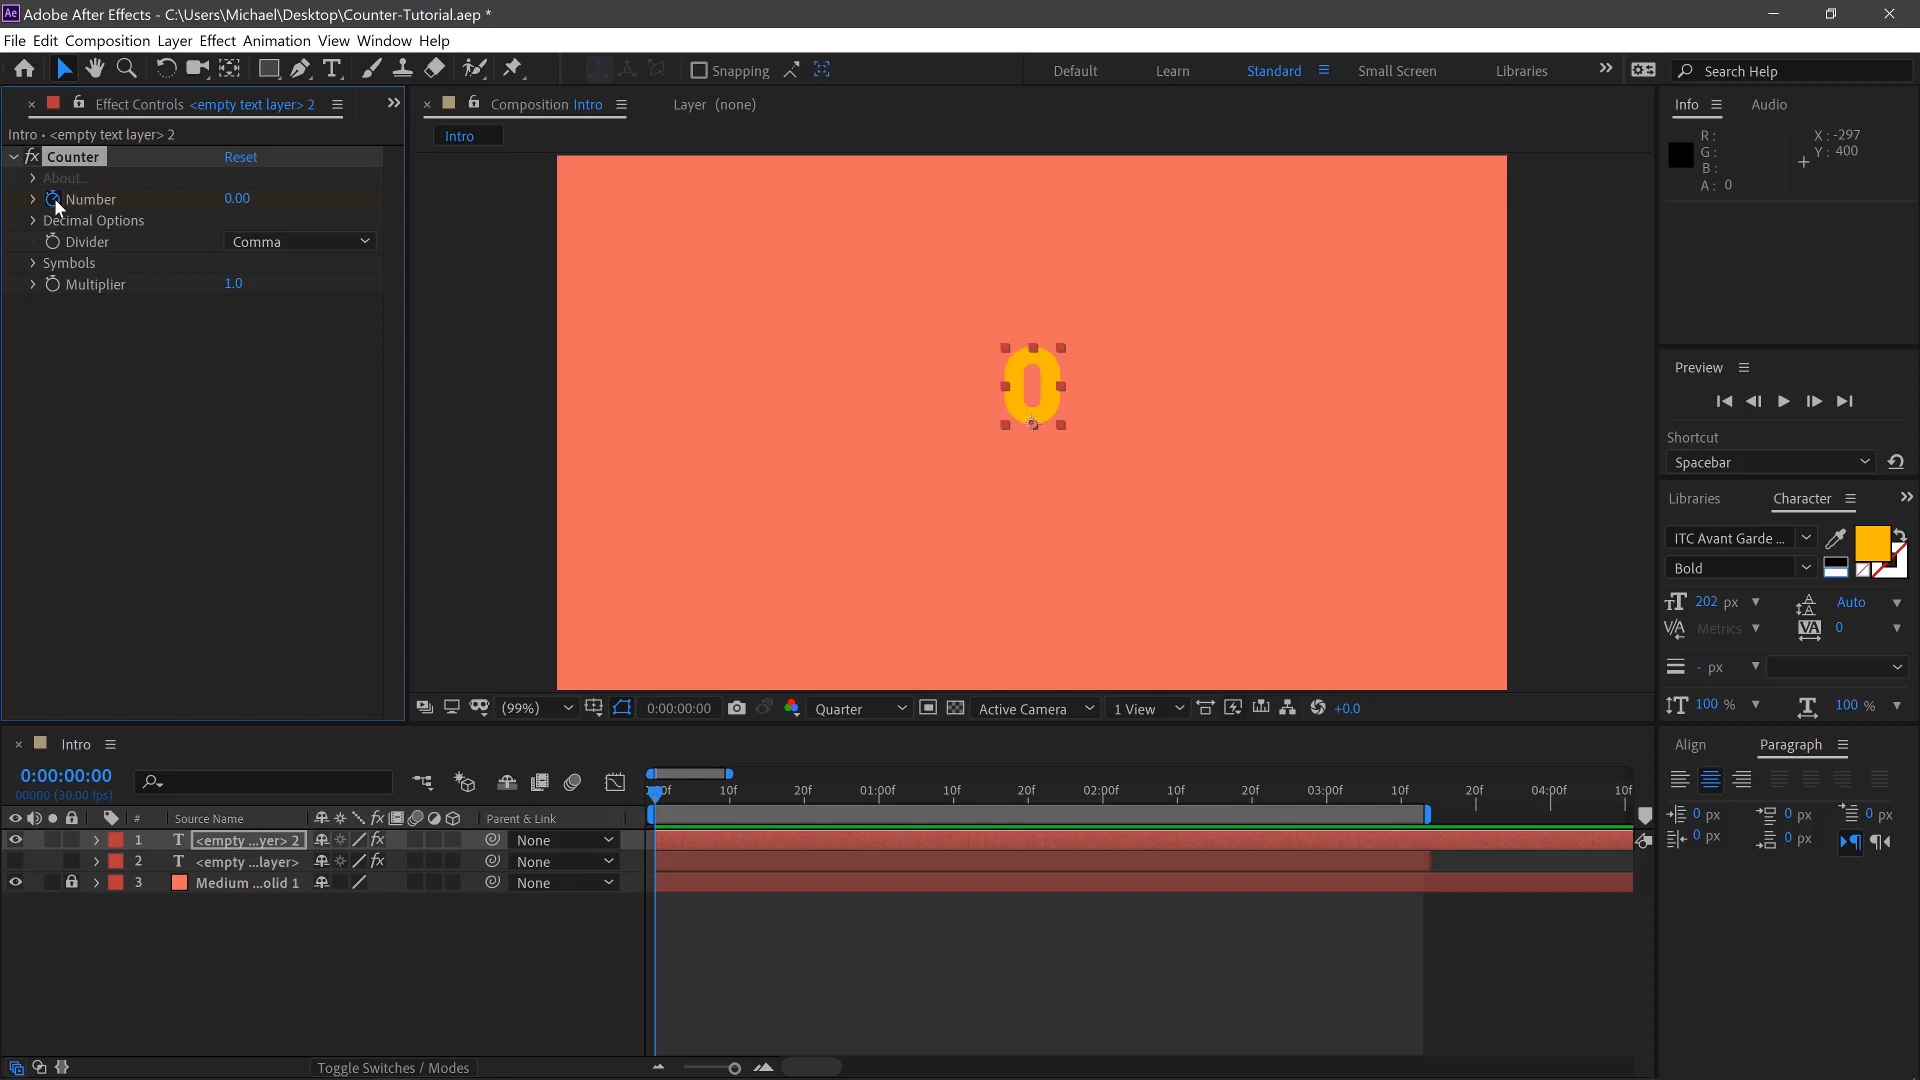 Ae Adobe After Effects - C:\Users\Michael\Desktop\Counter-Tutorial.aep *
File Edit Composition Layer Effect Animation View Window Help
Snapping
Default Learn Standard Small Screen Libraries
Search Help
Effect Controls <empty text layer> 2
Intro • <empty text layer> 2
fx Counter Reset
About...
Number 0.00
Decimal Options
Divider Comma
Symbols
Multiplier 1.0
Composition Intro
Layer (none)
Intro
0
(99%) 0:00:00:00 Quarter Active Camera 1 View +0.0
Info Audio
R :
G :
B :
A : 0
X : -297
Y : 400
Preview
Shortcut
Spacebar
Libraries Character
ITC Avant Garde ...
Bold
202 px Auto
Metrics 0
- px
100 % 100 %
Align Paragraph
0 px 0 px 0 px
0 px 0 px
Intro
0:00:00:00
00000 (30.00 fps)
# Source Name fx Parent & Link
10f 20f 01:00f 10f 20f 02:00f 10f 20f 03:00f 10f 20f 04:00f 10f
1 T <empty ...yer> 2 fx None
2 T <empty ...layer> fx None
3 Medium ...olid 1 None
Toggle Switches / Modes